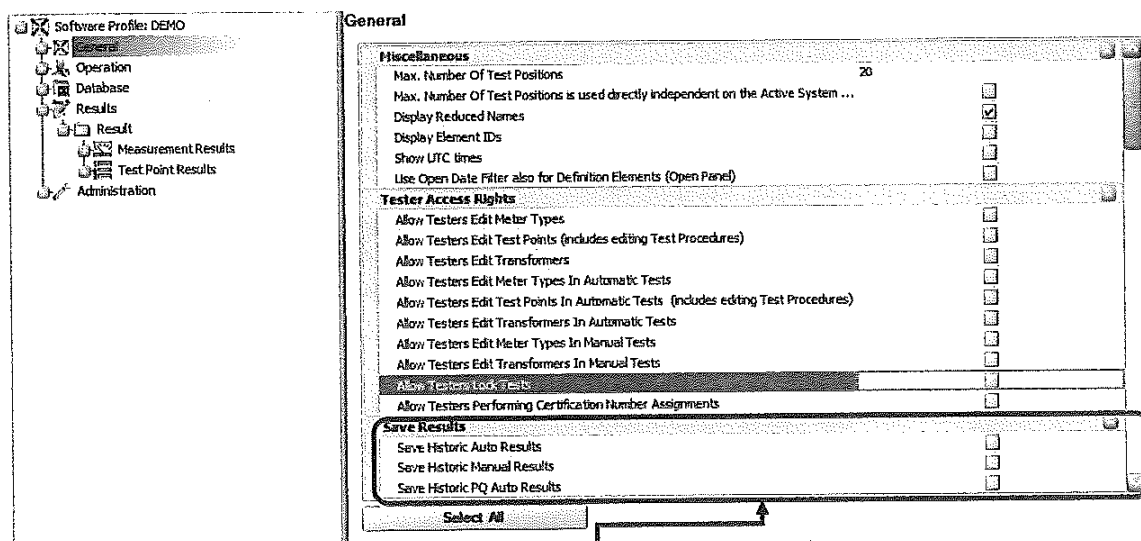 Software Profile: DEMO
General
Operation
Database
Results
Result
Measurement Results
Test Point Results
Administration
General
Miscellaneous
Max. Number Of Test Positions 20
Max. Number Of Test Positions is used directly independent on the Active System ...
Display Reduced Names
Display Element IDs
Show UTC times
Use Open Date Filter also for Definition Elements (Open Panel)
Tester Access Rights
Allow Testers Edit Meter Types
Allow Testers Edit Test Points (includes editing Test Procedures)
Allow Testers Edit Transformers
Allow Testers Edit Meter Types In Automatic Tests
Allow Testers Edit Test Points In Automatic Tests (includes editing Test Procedures)
Allow Testers Edit Transformers In Automatic Tests
Allow Testers Edit Meter Types In Manual Tests
Allow Testers Edit Transformers In Manual Tests
Allow Testers Lock Tests
Allow Testers Performing Certification Number Assignments
Save Results
Save Historic Auto Results
Save Historic Manual Results
Save Historic PQ Auto Results
Select All